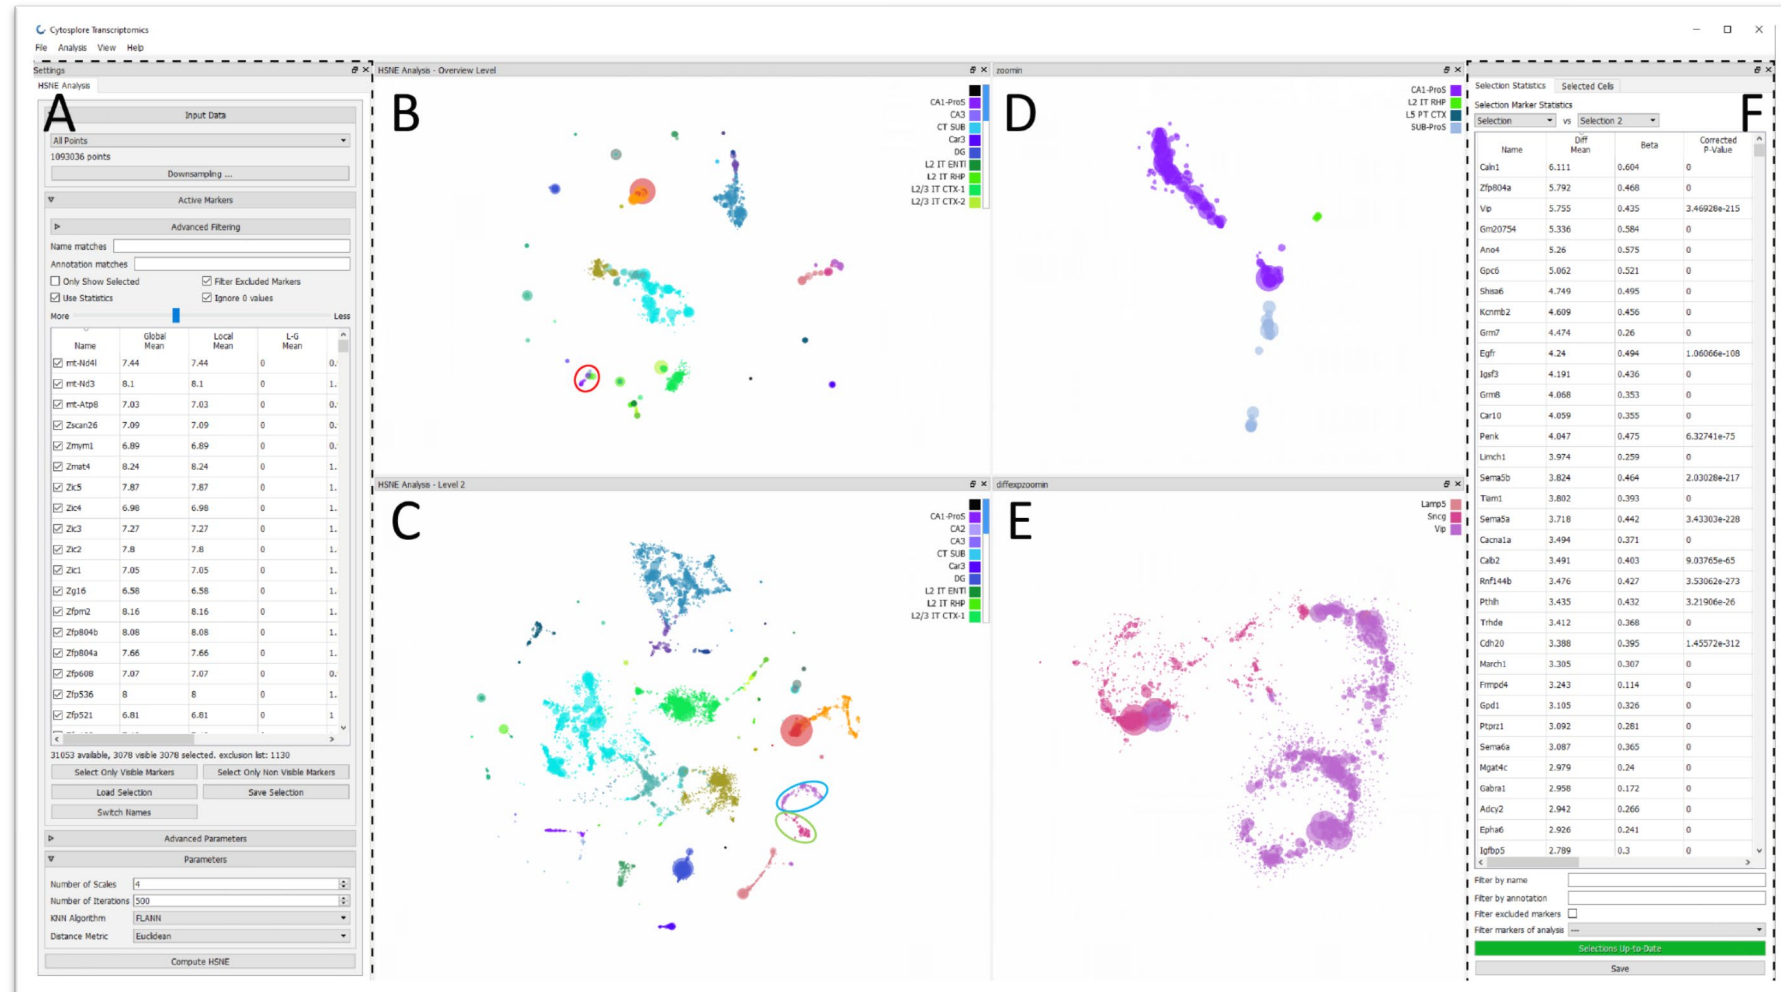 Cytosplore Transcriptomics
File Analysis View Help
Settings
HSNE Analysis
A
Input Data
All Points
1093036 points
Downsampling ...
Active Markers
Advanced Filtering
Name matches
Annotation matches
Only Show Selected
Filter Excluded Markers
Use Statistics
Ignore 0 values
More
Less
Name Global Mean Local Mean L-G Mean
mt-Nd4l 7.44 7.44 0 0.
mt-Nd3 8.1 8.1 0 1.
mt-Atp8 7.03 7.03 0 0.
Zscan26 7.09 7.09 0 0.
Zmym1 6.89 6.89 0 0.
Zmat4 8.24 8.24 0 1.
Zic5 7.87 7.87 0 1.
Zic4 6.98 6.98 0 1.
Zic3 7.27 7.27 0 1.
Zic2 7.8 7.8 0 1.
Zic1 7.05 7.05 0 1.
Zg16 6.58 6.58 0 1.
Zfpm2 8.16 8.16 0 1.
Zfp804b 8.08 8.08 0 1.
Zfp804a 7.66 7.66 0 1.
Zfp608 7.07 7.07 0 0.
Zfp536 8 8 0 1.
Zfp521 6.81 6.81 0 1
31053 available, 3078 visible 3078 selected. exclusion list: 1130
Select Only Visible Markers
Select Only Non Visible Markers
Load Selection
Save Selection
Switch Names
Advanced Parameters
Parameters
Number of Scales 4
Number of Iterations 500
KNN Algorithm FLANN
Distance Metric Euclidean
Compute HSNE
HSNE Analysis - Overview Level
B
CA1-ProS
CA3
CT SUB
Car3
DG
L2 IT ENTl
L2 IT RHP
L2/3 IT CTX-1
L2/3 IT CTX-2
HSNE Analysis - Level 2
C
CA1-ProS
CA2
CA3
CT SUB
Car3
DG
L2 IT ENTl
L2 IT RHP
L2/3 IT CTX-1
zoomin
D
CA1-ProS
L2 IT RHP
L5 PT CTX
SUB-ProS
diffexpzoomin
E
Lamp5
Sncg
Vip
Selection Statistics
Selected Cells
F
Selection Marker Statistics
Selection vs Selection 2
Name Diff Mean Beta Corrected P-Value
Caln1 6.111 0.604 0
Zfp804a 5.792 0.468 0
Vip 5.755 0.435 3.46928e-215
Gm20754 5.336 0.584 0
Ano4 5.26 0.575 0
Gpc6 5.062 0.521 0
Shisa6 4.749 0.495 0
Kcnmb2 4.609 0.456 0
Grm7 4.474 0.26 0
Egfr 4.24 0.494 1.06066e-108
Igsf3 4.191 0.436 0
Grm8 4.068 0.353 0
Car10 4.059 0.355 0
Penk 4.047 0.475 6.32741e-75
Limch1 3.974 0.259 0
Sema5b 3.824 0.464 2.03028e-217
Tiam1 3.802 0.393 0
Sema5a 3.718 0.442 3.43303e-228
Cacna1a 3.494 0.371 0
Calb2 3.491 0.403 9.03765e-65
Rnf144b 3.476 0.427 3.53062e-273
Pthlh 3.435 0.432 3.21906e-26
Trhde 3.412 0.368 0
Cdh20 3.388 0.395 1.45572e-312
March1 3.305 0.307 0
Frmpd4 3.243 0.114 0
Gpd1 3.105 0.326 0
Ptprz1 3.092 0.281 0
Sema6a 3.087 0.365 0
Mgat4c 2.979 0.24 0
Gabra1 2.958 0.172 0
Adcy2 2.942 0.266 0
Epha6 2.926 0.241 0
Igfbp5 2.789 0.3 0
Filter by name
Filter by annotation
Filter excluded markers
Filter markers of analysis ---
Selections Up-to-Date
Save